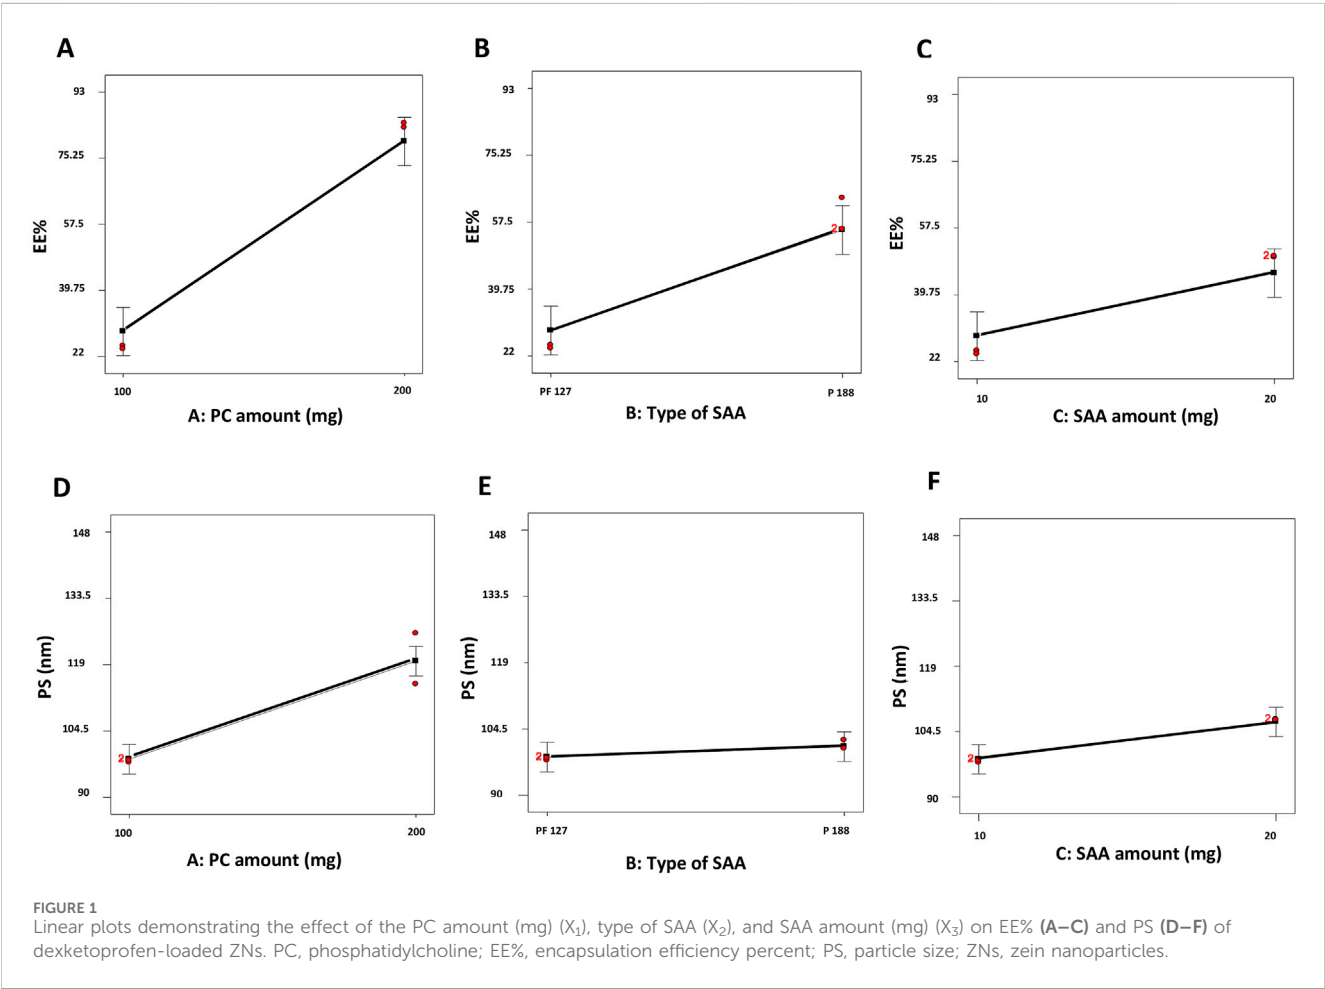 A
93
75.25
57.5
39.75
22
EE%
100
200
A: PC amount (mg)
B
93
75.25
57.5
39.75
22
EE%
2
PF 127
P 188
B: Type of SAA
C
93
75.25
57.5
39.75
22
EE%
2
10
20
C: SAA amount (mg)
D
148
133.5
119
104.5
90
PS (nm)
2
100
200
A: PC amount (mg)
E
148
133.5
119
104.5
90
PS (nm)
2
PF 127
P 188
B: Type of SAA
F
148
133.5
119
104.5
90
PS (nm)
2
2
10
20
C: SAA amount (mg)
FIGURE 1
Linear plots demonstrating the effect of the PC amount (mg) (X₁), type of SAA (X₂), and SAA amount (mg) (X₃) on EE% (A–C) and PS (D–F) of
dexketoprofen-loaded ZNs. PC, phosphatidylcholine; EE%, encapsulation efficiency percent; PS, particle size; ZNs, zein nanoparticles.